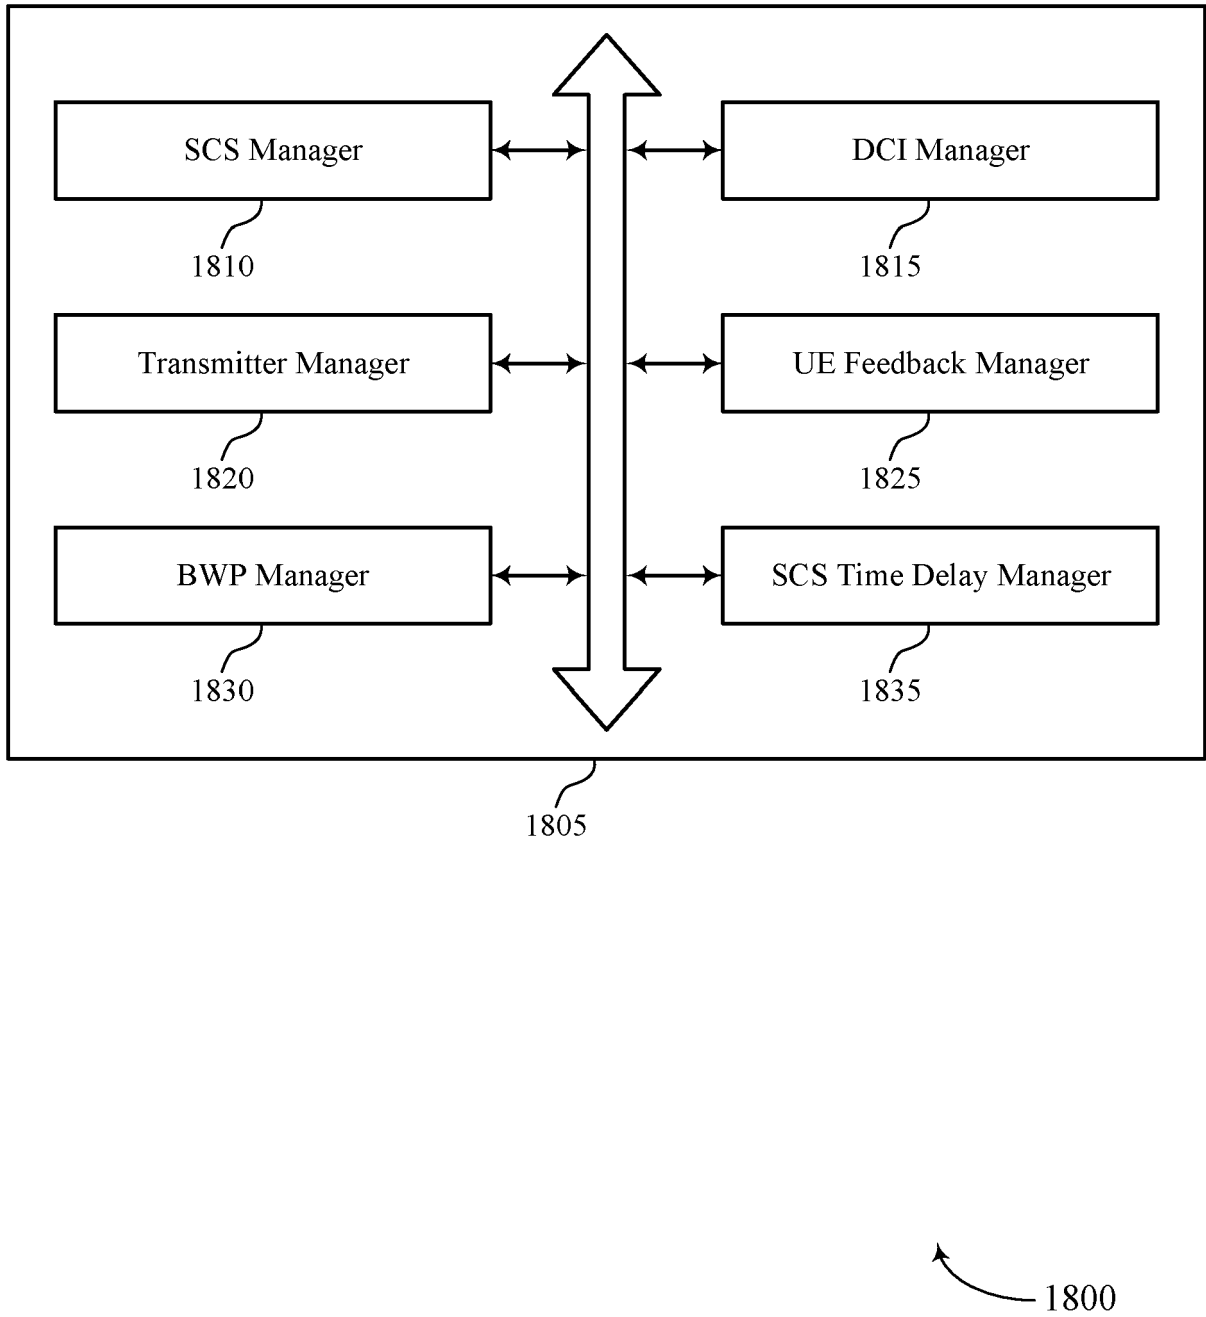 SCS Manager
DCI Manager
1810
1815
Transmitter Manager
UE Feedback Manager
1820
1825
BWP Manager
SCS Time Delay Manager
1830
1835
1805
1800